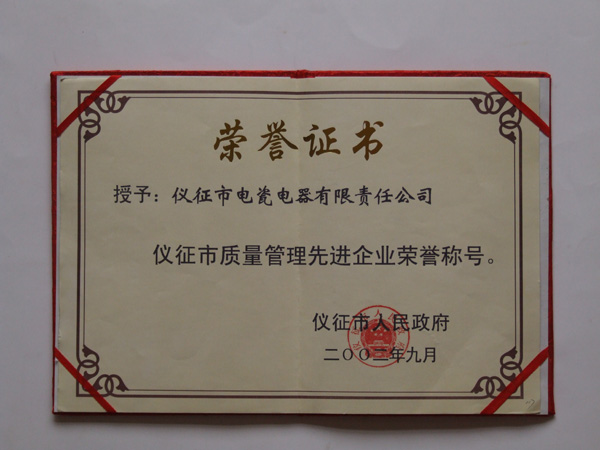 荣誉证书
授予：仪征市电瓷电器有限责任公司
仪征市质量管理先进企业荣誉称号。
仪征市人民政府
二〇〇二年九月